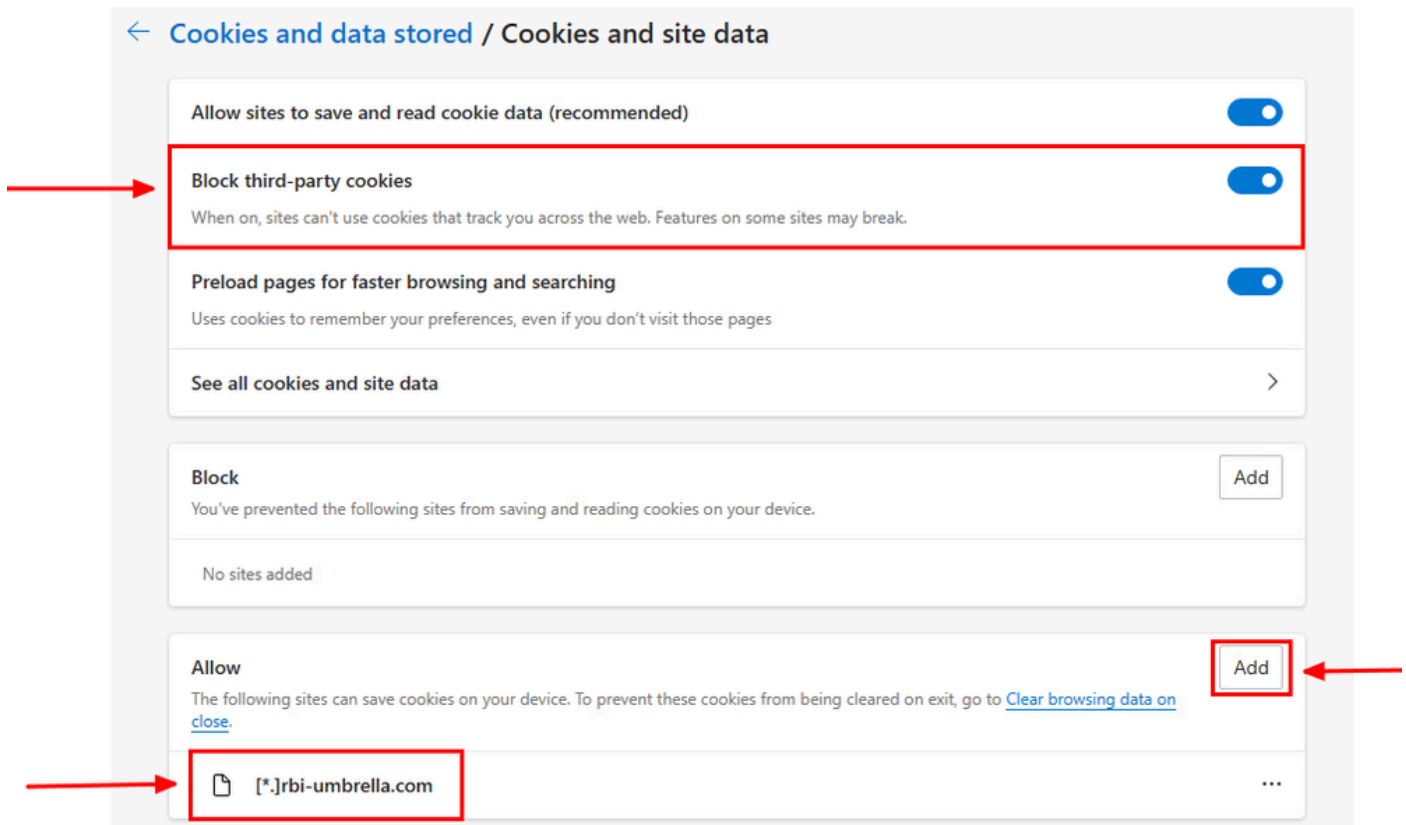 Cookies and data stored / Cookies and site data
Allow sites to save and read cookie data (recommended)
Block third-party cookies
When on, sites can't use cookies that track you across the web. Features on some sites may break.
Preload pages for faster browsing and searching
Uses cookies to remember your preferences, even if you don't visit those pages
See all cookies and site data
Block
Add
You've prevented the following sites from saving and reading cookies on your device.
No sites added
Allow
Add
The following sites can save cookies on your device. To prevent these cookies from being cleared on exit, go to Clear browsing data on
close.
[*.]rbi-umbrella.com